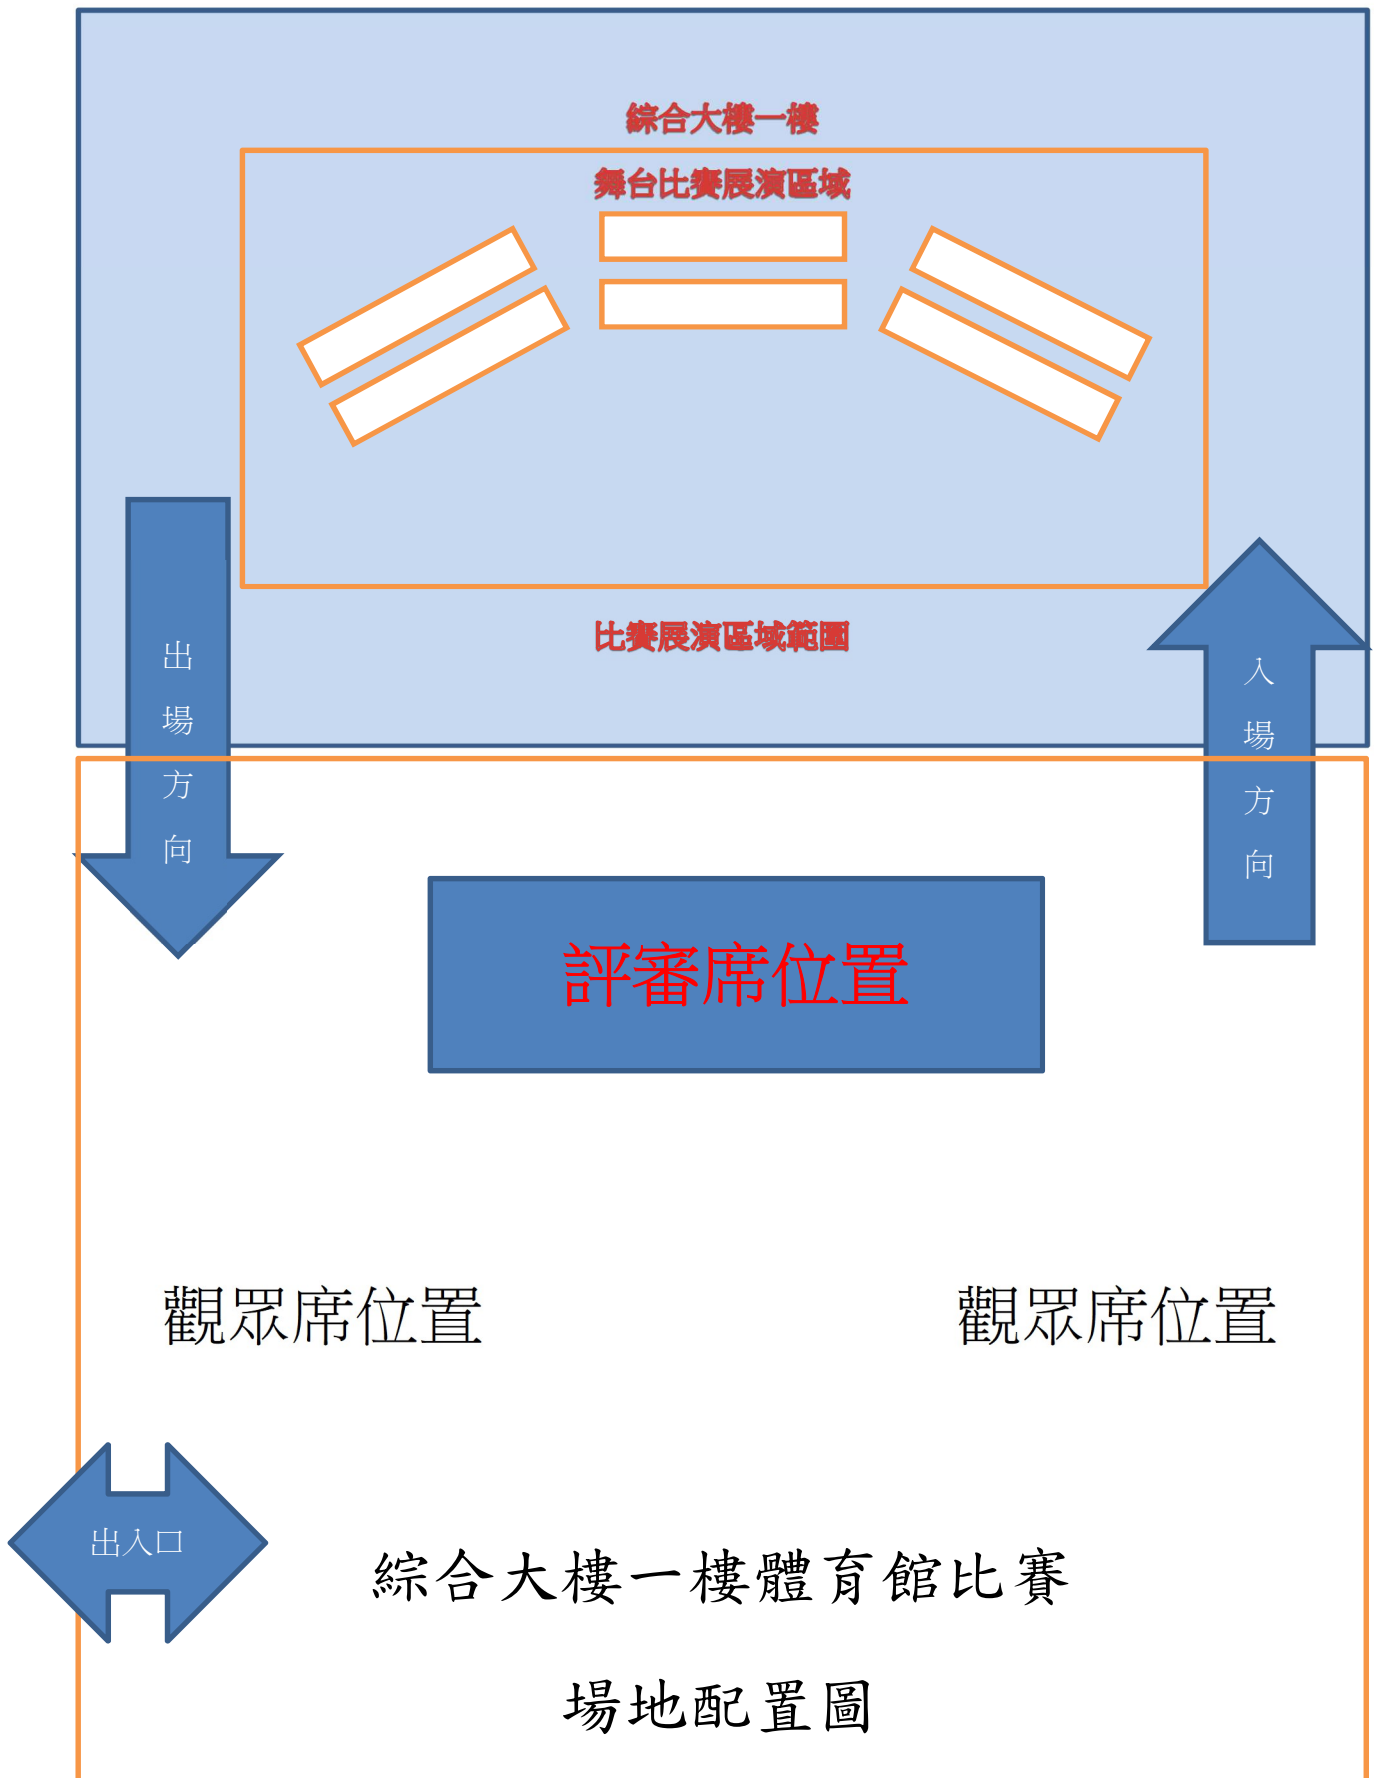 綜合大樓一樓
舞台比賽展演區域
比賽展演區域範圍
出場方向
入場方向
評審席位置
觀眾席位置
觀眾席位置
出入口
綜合大樓一樓體育館比賽
場地配置圖